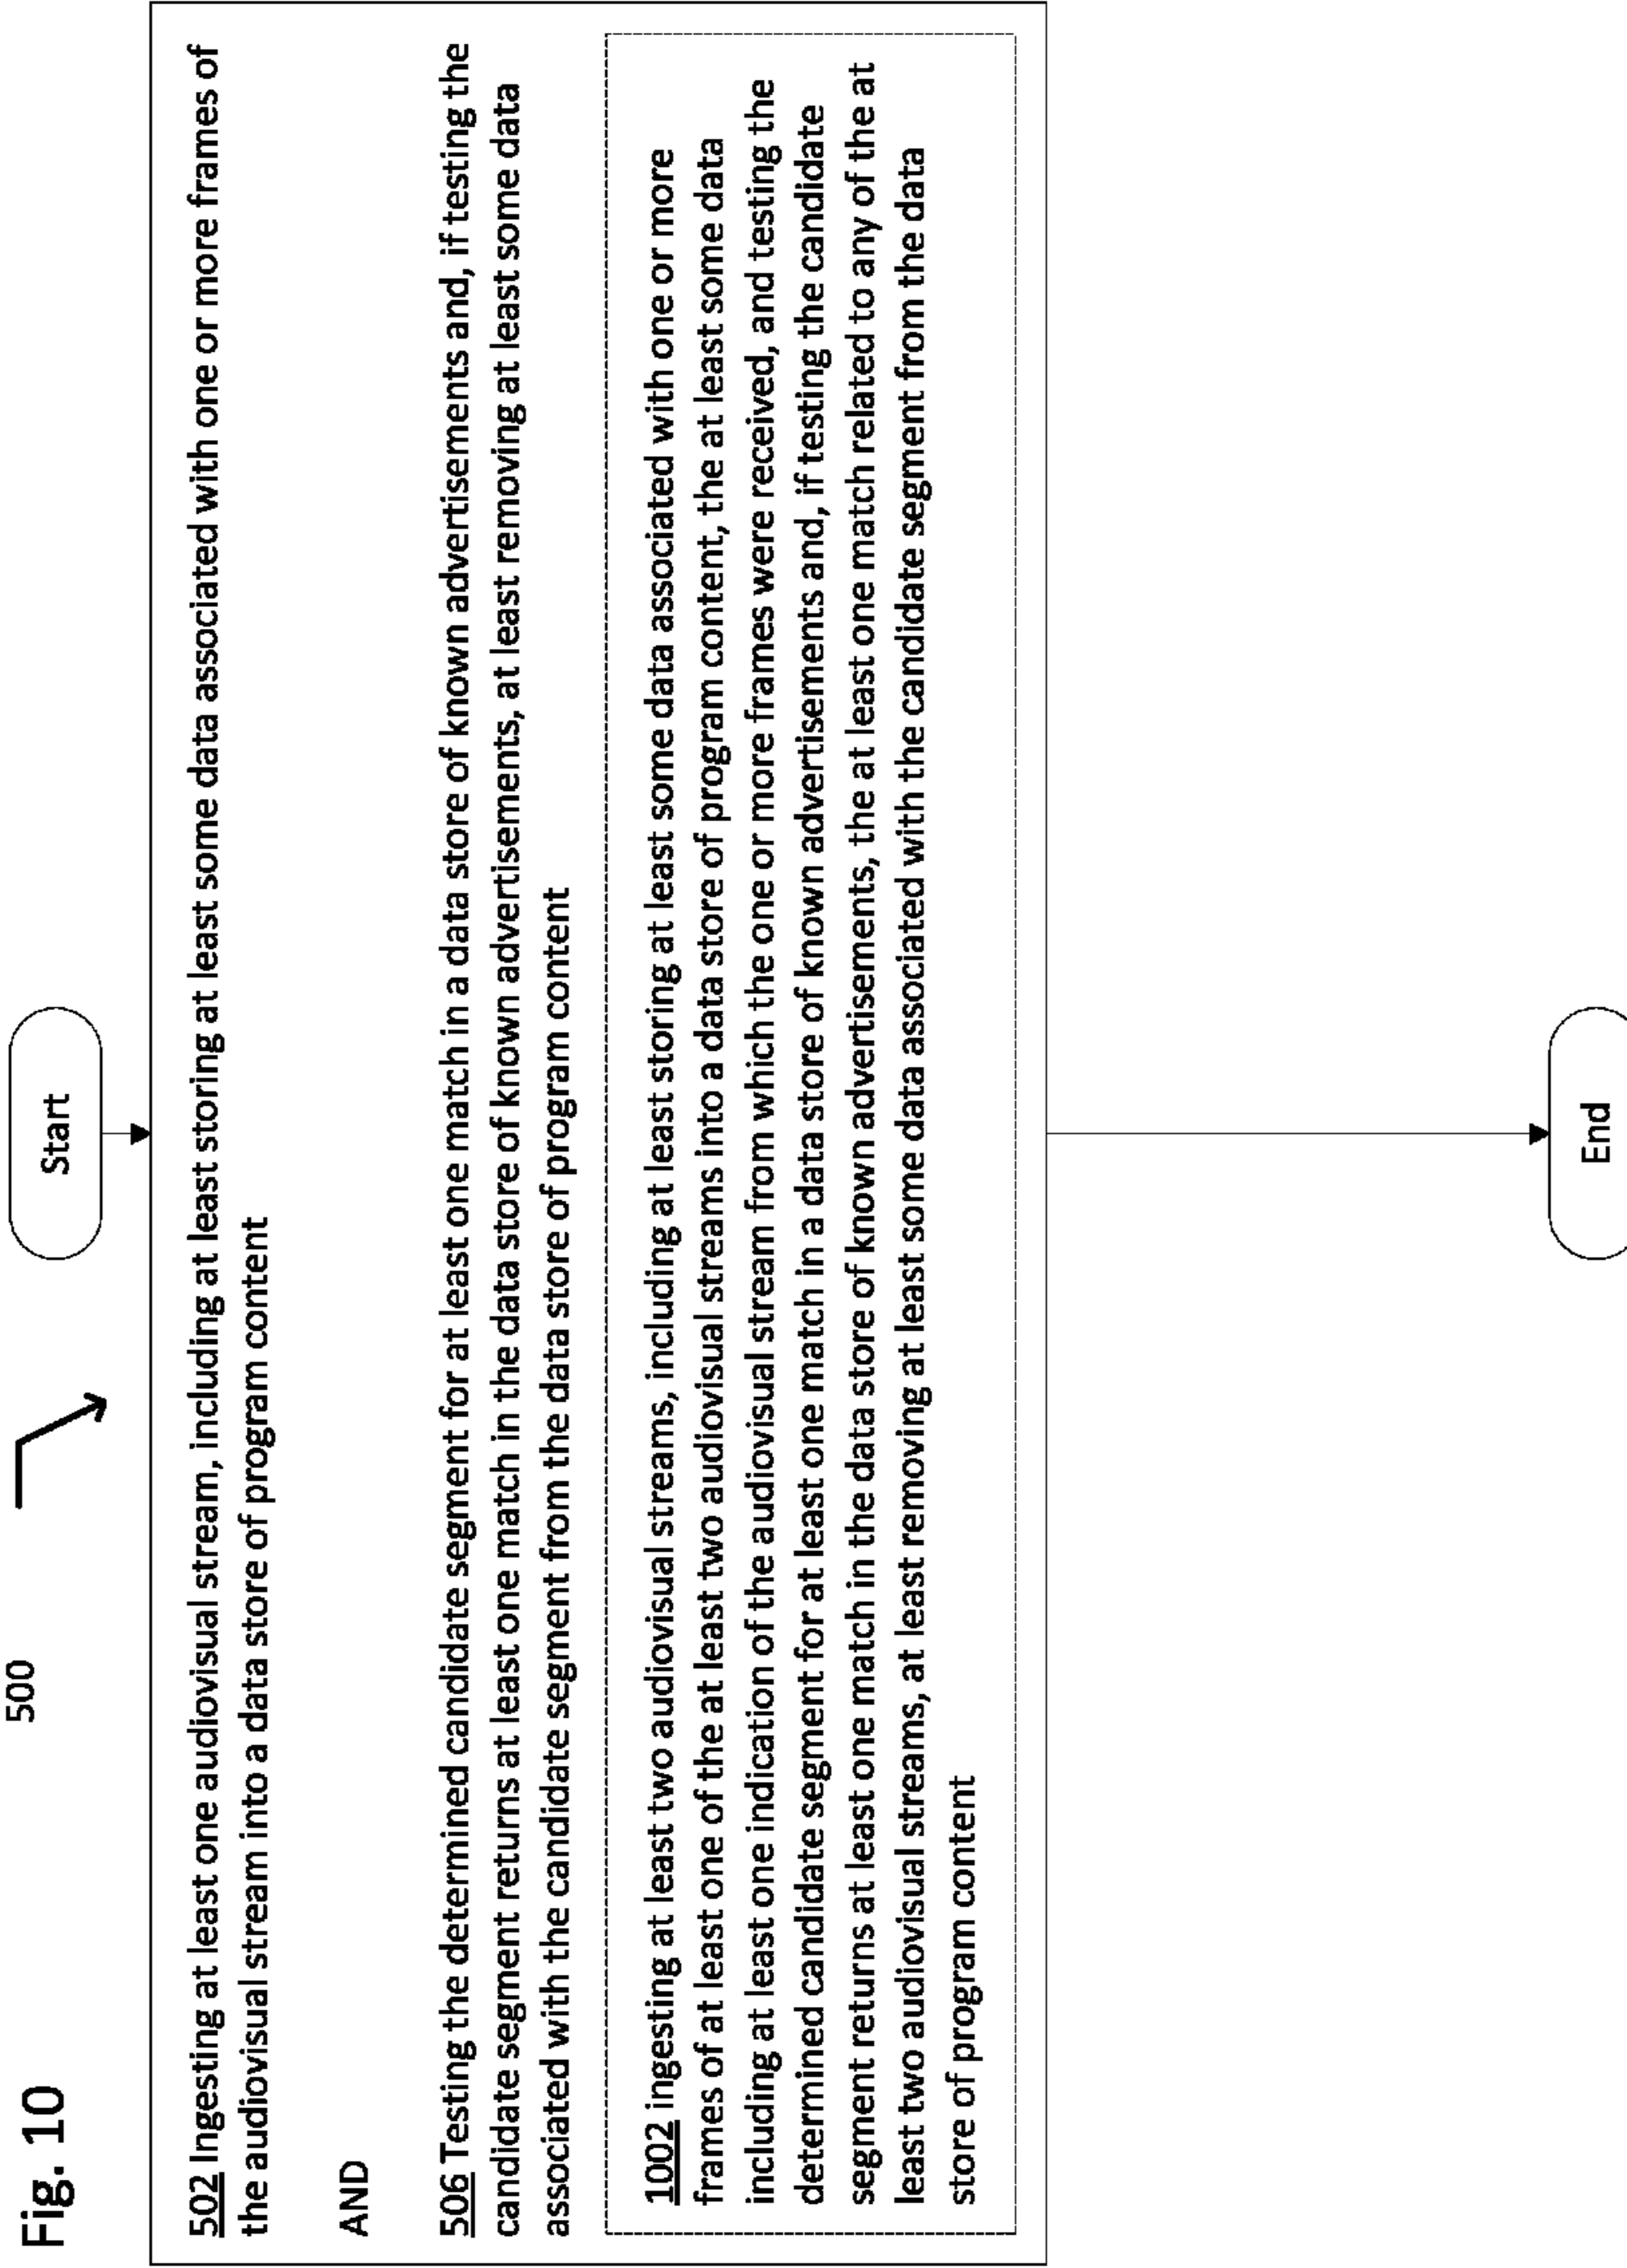 Fig. 10
500
Start
502 Ingesting at least one audiovisual stream, including at least storing at least some data associated with one or more frames of
the audiovisual stream into a data store of program content
AND
506 Testing the determined candidate segment for at least one match in a data store of known advertisements and, if testing the
candidate segment returns at least one match in the data store of known advertisements, at least removing at least some data
associated with the candidate segment from the data store of program content
1002 ingesting at least two audiovisual streams, including at least storing at least some data associated with one or more
frames of at least one of the at least two audiovisual streams into a data store of program content, the at least some data
including at least one indication of the audiovisual stream from which the one or more frames were received, and testing the
determined candidate segment for at least one match in a data store of known advertisements and, if testing the candidate
segment returns at least one match in the data store of known advertisements, the at least one match related to any of the at
least two audiovisual streams, at least removing at least some data associated with the candidate segment from the data
store of program content
End